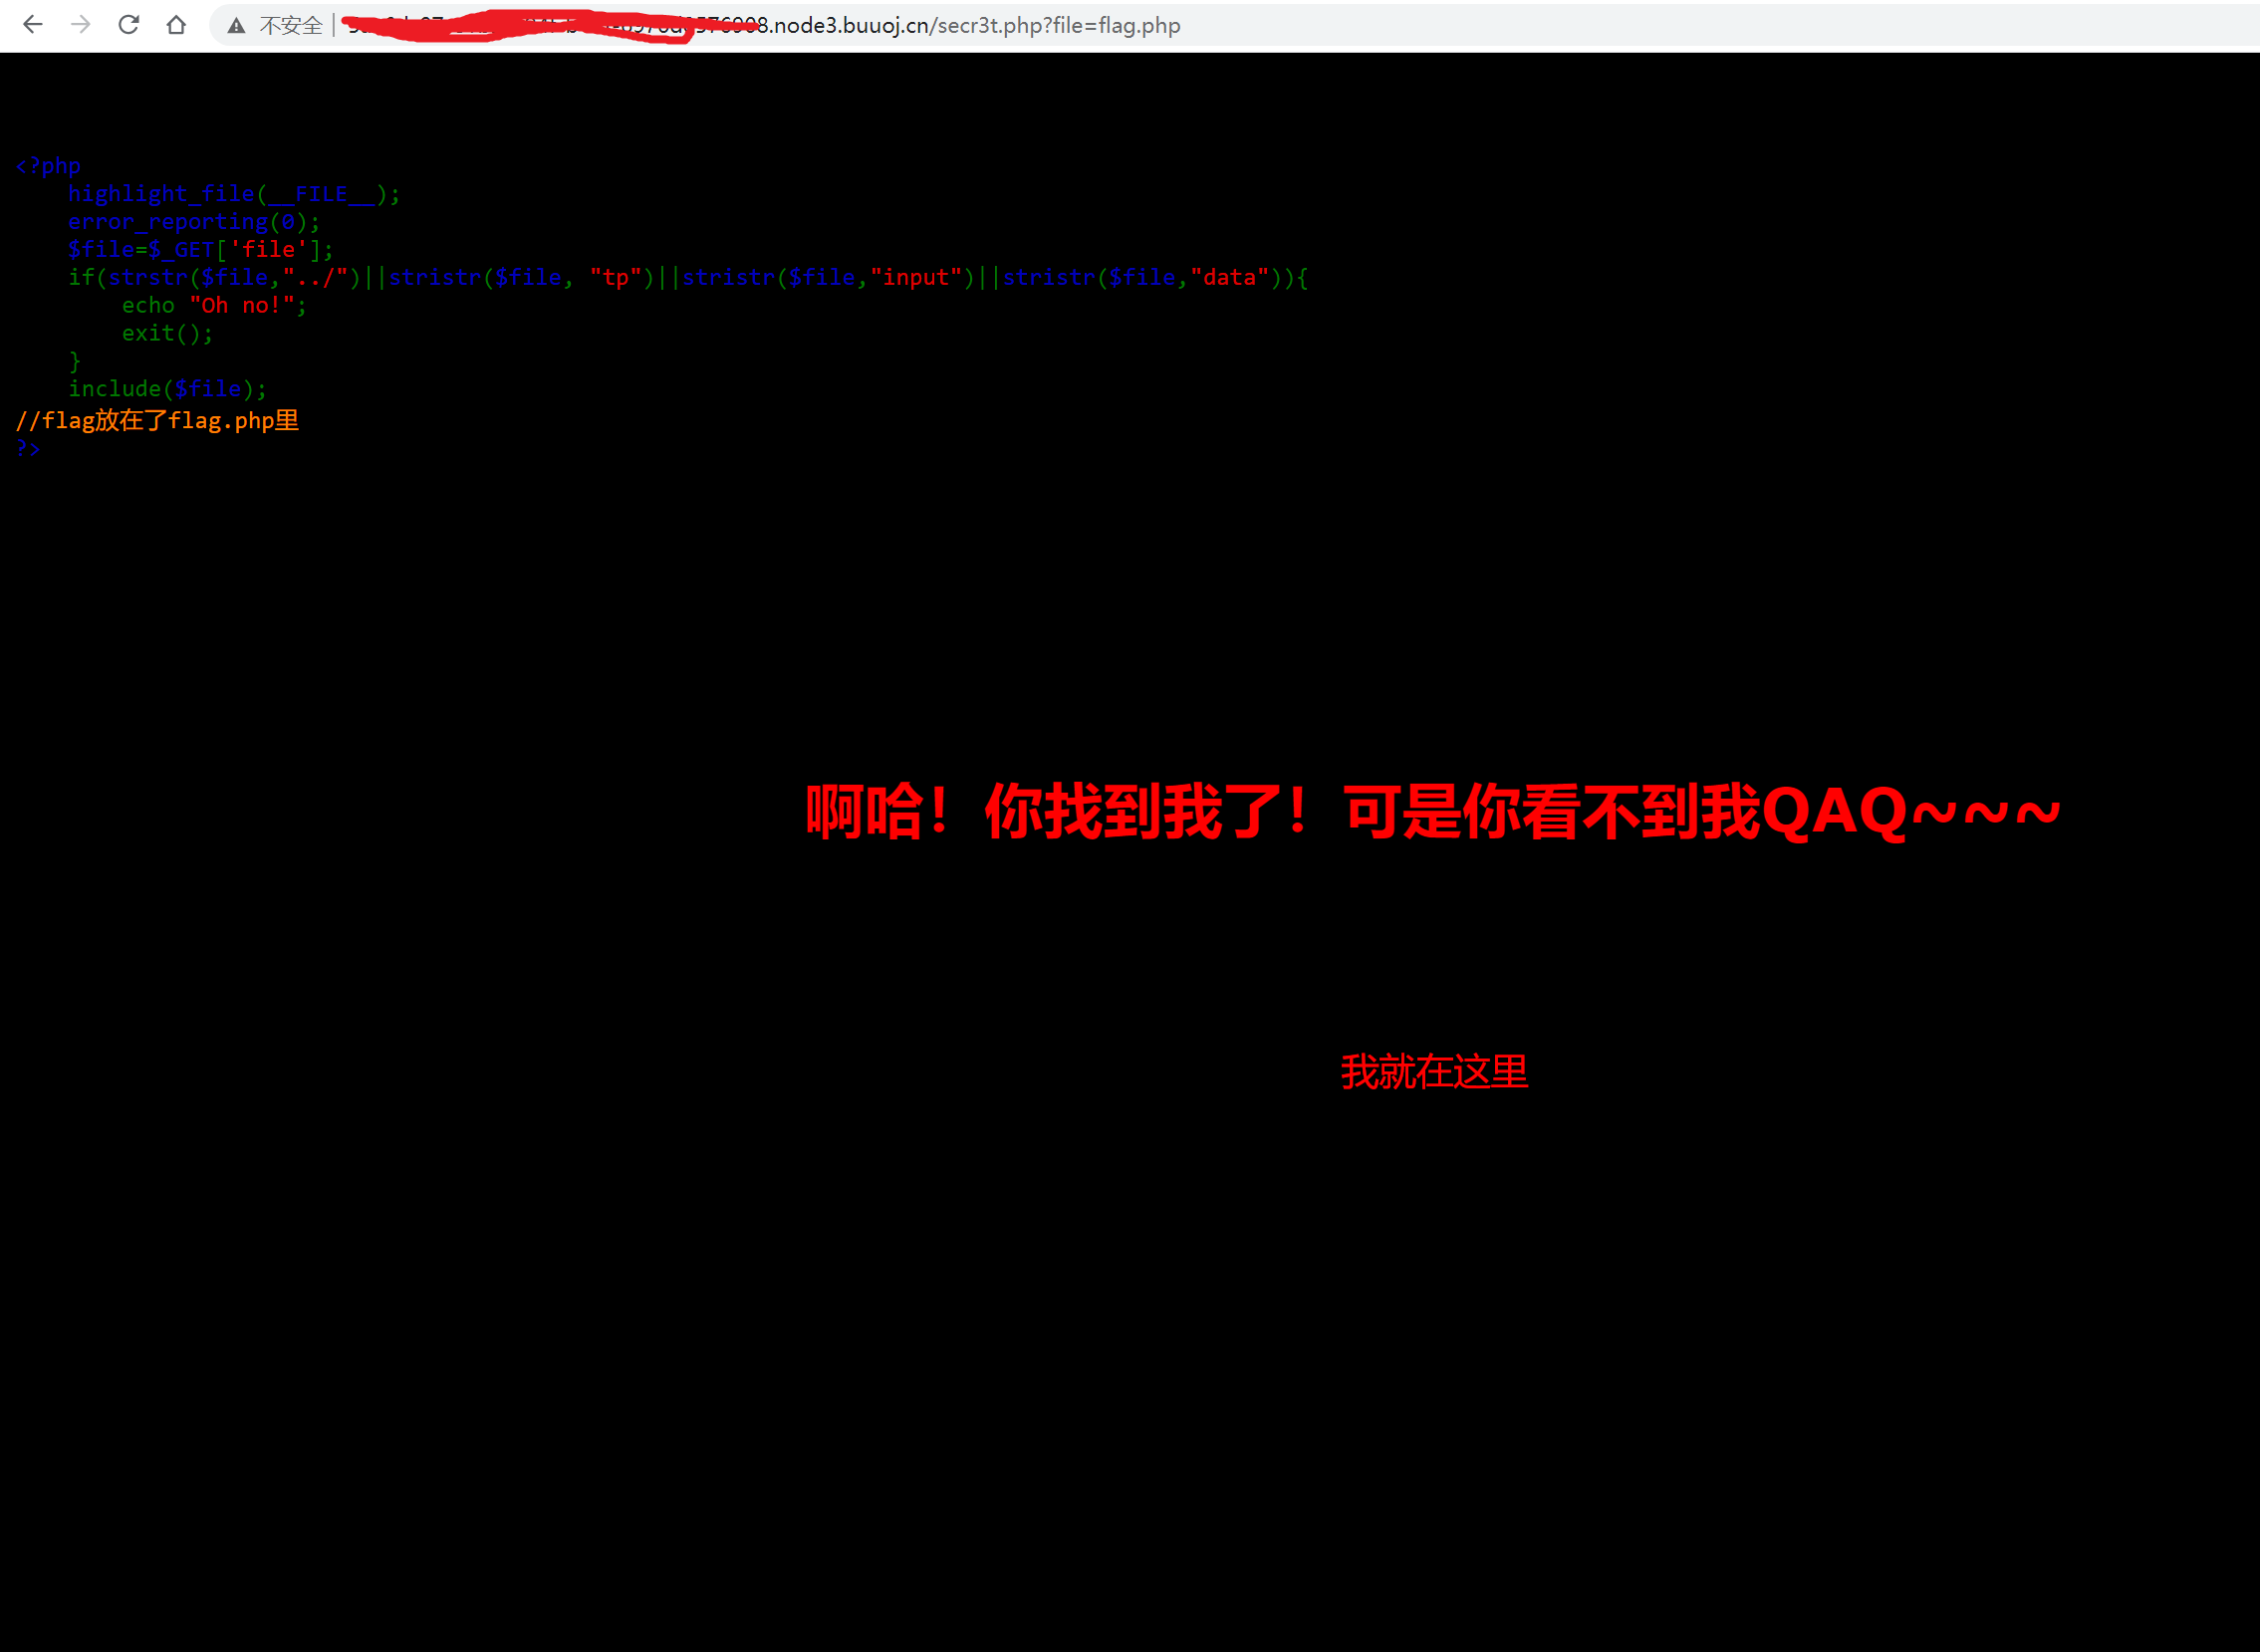 不安全
8.node3.buuoj.cn/secr3t.php?file=flag.php
<?php
highlight_file(__FILE__);
error_reporting(0);
$file=$_GET['file'];
if(strstr($file,"../")||stristr($file, "tp")||stristr($file,"input")||stristr($file,"data")){
echo "Oh no!";
exit();
}
include($file);
//flag放在了flag.php里
?>
啊哈！你找到我了！可是你看不到我QAQ~~~
我就在这里